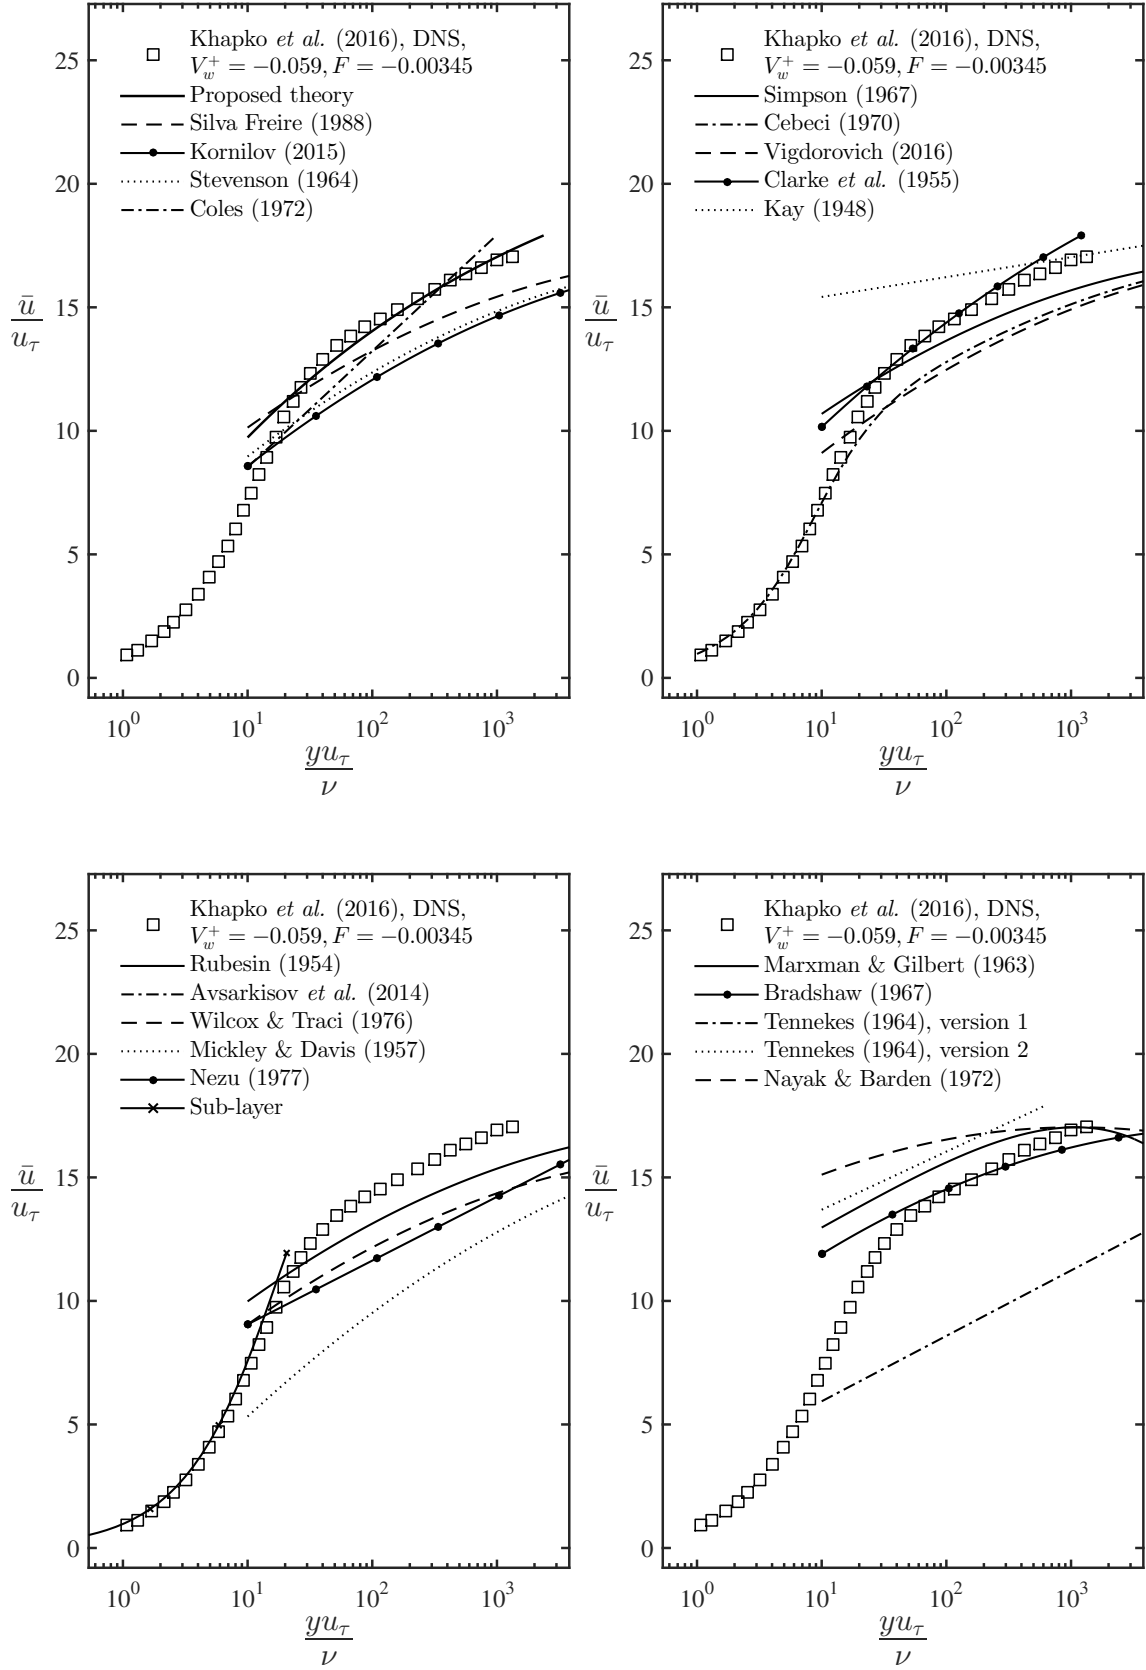 Khapko et al. (2016), DNS,
V_w^+ = −0.059, F = −0.00345
Proposed theory
Silva Freire (1988)
Kornilov (2015)
Stevenson (1964)
Coles (1972)
25
20
15
10
5
0
ū/u_τ
10^0 10^1 10^2 10^3
yu_τ/ν
Khapko et al. (2016), DNS,
V_w^+ = −0.059, F = −0.00345
Simpson (1967)
Cebeci (1970)
Vigdorovich (2016)
Clarke et al. (1955)
Kay (1948)
25
20
15
10
5
0
ū/u_τ
10^0 10^1 10^2 10^3
yu_τ/ν
Khapko et al. (2016), DNS,
V_w^+ = −0.059, F = −0.00345
Rubesin (1954)
Avsarkisov et al. (2014)
Wilcox & Traci (1976)
Mickley & Davis (1957)
Nezu (1977)
Sub-layer
25
20
15
10
5
0
ū/u_τ
10^0 10^1 10^2 10^3
yu_τ/ν
Khapko et al. (2016), DNS,
V_w^+ = −0.059, F = −0.00345
Marxman & Gilbert (1963)
Bradshaw (1967)
Tennekes (1964), version 1
Tennekes (1964), version 2
Nayak & Barden (1972)
25
20
15
10
5
0
ū/u_τ
10^0 10^1 10^2 10^3
yu_τ/ν